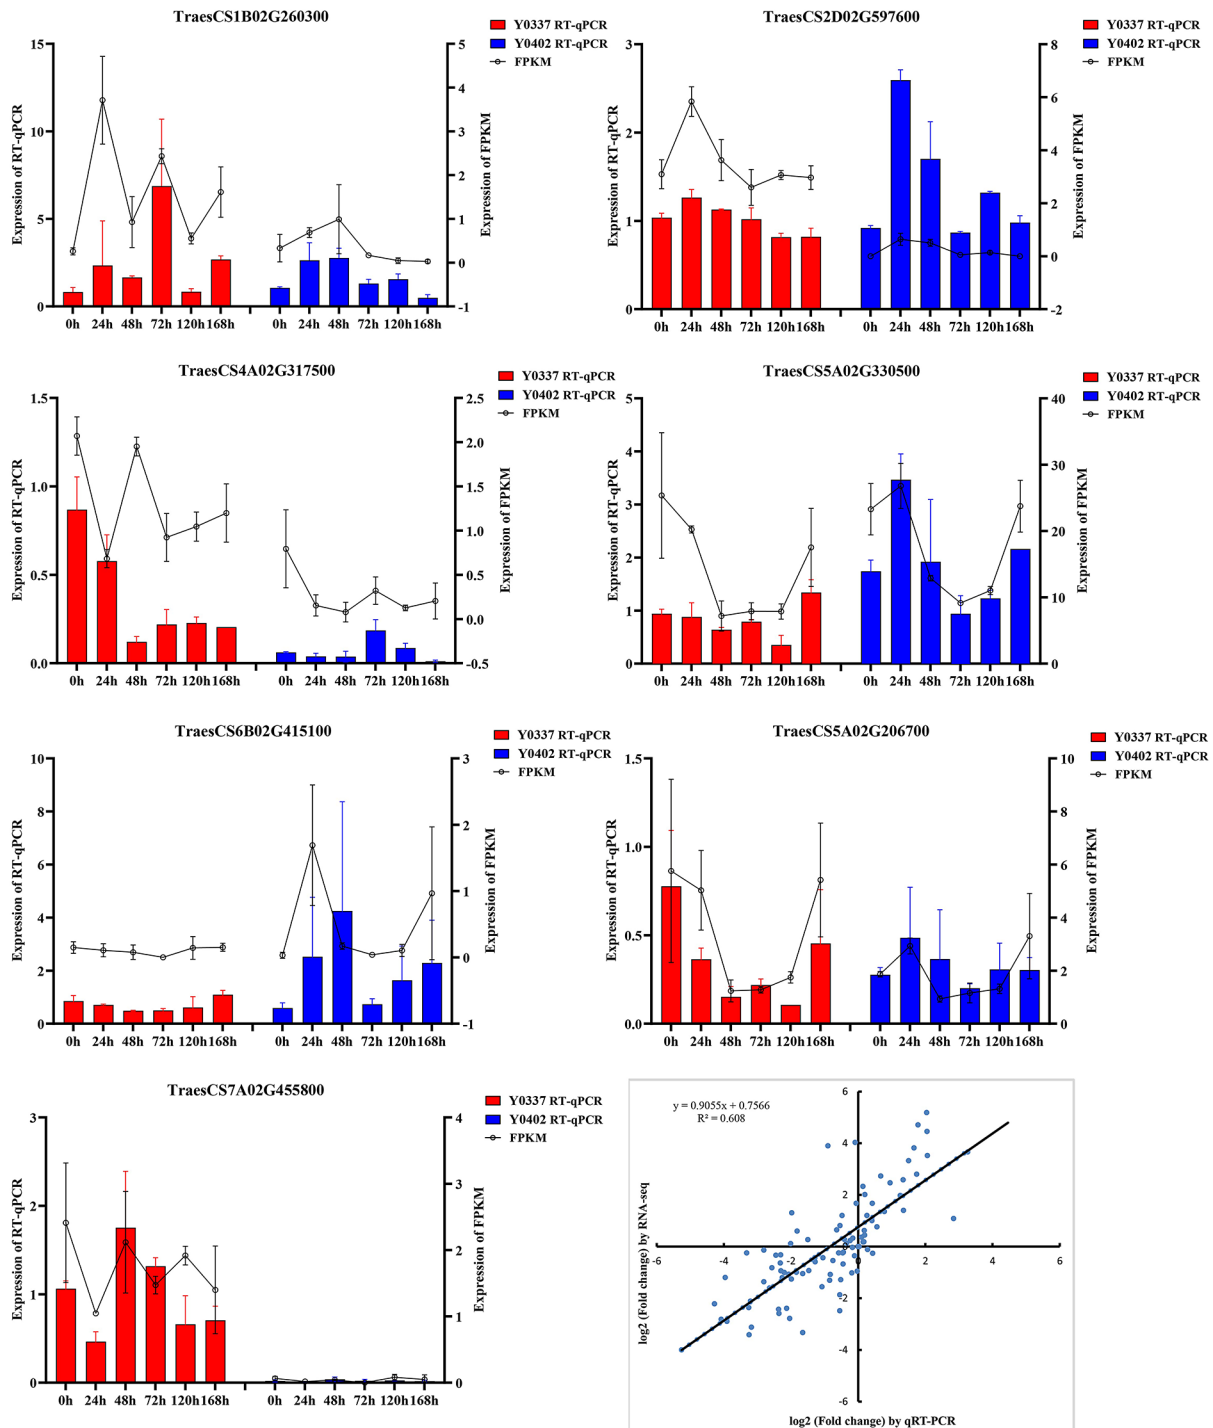 TraesCS1B02G260300
Y0337 RT-qPCR
Y0402 RT-qPCR
FPKM
Expression of RT-qPCR
15
10
5
0
5
4
3
2
1
0
-1
Expression of FPKM
0h 24h 48h 72h 120h 168h 0h 24h 48h 72h 120h 168h
TraesCS2D02G597600
Y0337 RT-qPCR
Y0402 RT-qPCR
FPKM
Expression of RT-qPCR
3
2
1
0
8
6
4
2
0
-2
Expression of FPKM
0h 24h 48h 72h 120h 168h 0h 24h 48h 72h 120h 168h
TraesCS4A02G317500
Y0337 RT-qPCR
Y0402 RT-qPCR
FPKM
Expression of RT-qPCR
1.5
1.0
0.5
0.0
2.5
2.0
1.5
1.0
0.5
0.0
-0.5
Expression of FPKM
0h 24h 48h 72h 120h 168h 0h 24h 48h 72h 120h 168h
TraesCS5A02G330500
Y0337 RT-qPCR
Y0402 RT-qPCR
FPKM
Expression of RT-qPCR
5
4
3
2
1
0
40
30
20
10
0
Expression of FPKM
0h 24h 48h 72h 120h 168h 0h 24h 48h 72h 120h 168h
TraesCS6B02G415100
Y0337 RT-qPCR
Y0402 RT-qPCR
FPKM
Expression of RT-qPCR
10
8
6
4
2
0
3
2
1
0
-1
Expression of FPKM
0h 24h 48h 72h 120h 168h 0h 24h 48h 72h 120h 168h
TraesCS5A02G206700
Y0337 RT-qPCR
Y0402 RT-qPCR
FPKM
Expression of RT-qPCR
1.5
1.0
0.5
0.0
10
8
6
4
2
0
Expression of FPKM
0h 24h 48h 72h 120h 168h 0h 24h 48h 72h 120h 168h
TraesCS7A02G455800
Y0337 RT-qPCR
Y0402 RT-qPCR
FPKM
Expression of RT-qPCR
3
2
1
0
4
3
2
1
0
Expression of FPKM
0h 24h 48h 72h 120h 168h 0h 24h 48h 72h 120h 168h
y = 0.9055x + 0.7566
R² = 0.608
log2 (Fold change) by RNA-seq
6
4
2
0
-2
-4
-6
-6 -4 -2 0 2 4 6
log2 (Fold change) by qRT-PCR